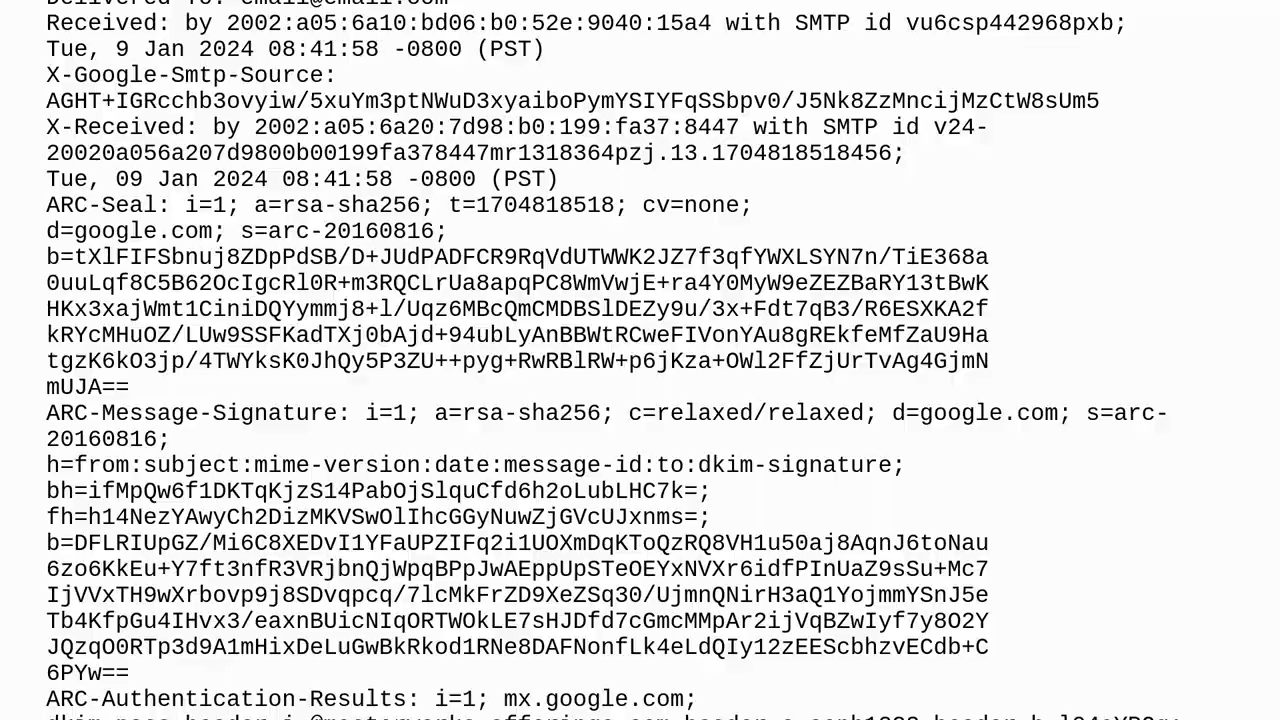 Delivered-To: email@email.com
Received: by 2002:a05:6a10:bd06:b0:52e:9040:15a4 with SMTP id vu6csp442968pxb;
Tue, 9 Jan 2024 08:41:58 -0800 (PST)
X-Google-Smtp-Source:
AGHT+IGRcchb3ovyiw/5xuYm3ptNWuD3xyaiboPymYSIYFqSSbpv0/J5Nk8ZzMncijMzCtW8sUm5
X-Received: by 2002:a05:6a20:7d98:b0:199:fa37:8447 with SMTP id v24-
20020a056a207d9800b00199fa378447mr1318364pzj.13.1704818518456;
Tue, 09 Jan 2024 08:41:58 -0800 (PST)
ARC-Seal: i=1; a=rsa-sha256; t=1704818518; cv=none;
d=google.com; s=arc-20160816;
b=tXlFIFSbnuj8ZDpPdSB/D+JUdPADFCR9RqVdUTWWK2JZ7f3qfYWXLSYN7n/TiE368a
0uuLqf8C5B62OcIgcRl0R+m3RQCLrUa8apqPC8WmVwjE+ra4Y0MyW9eZEZBaRY13tBwK
HKx3xajWmt1CiniDQYymmj8+l/Uqz6MBcQmCMDBSlDEZy9u/3x+Fdt7qB3/R6ESXKA2f
kRYcMHuOZ/LUw9SSFKadTXj0bAjd+94ubLyAnBBWtRCweFIVonYAu8gREkfeMfZaU9Ha
tgzK6kO3jp/4TWYksK0JhQy5P3ZU++pyg+RwRBlRW+p6jKza+OWl2FfZjUrTvAg4GjmN
mUJA==
ARC-Message-Signature: i=1; a=rsa-sha256; c=relaxed/relaxed; d=google.com; s=arc-
20160816;
h=from:subject:mime-version:date:message-id:to:dkim-signature;
bh=ifMpQw6f1DKTqKjzS14PabOjSlquCfd6h2oLubLHC7k=;
fh=h14NezYAwyCh2DizMKVSwOlIhcGGyNuwZjGVcUJxnms=;
b=DFLRIUpGZ/Mi6C8XEDvI1YFaUPZIFq2i1UOXmDqKToQzRQ8VH1u50aj8AqnJ6toNau
6zo6KkEu+Y7ft3nfR3VRjbnQjWpqBPpJwAEppUpSTeOEYxNVXr6idfPInUaZ9sSu+Mc7
IjVVxTH9wXrbovp9j8SDvqpcq/7lcMkFrZD9XeZSq30/UjmnQNirH3aQ1YojmmYSnJ5e
Tb4KfpGu4IHvx3/eaxnBUicNIqORTWOkLE7sHJDfd7cGmcMMpAr2ijVqBZwIyf7y8O2Y
JQzqO0RTp3d9A1mHixDeLuGwBkRkod1RNe8DAFNonfLk4eLdQIy12zEEScbhzvECdb+C
6PYw==
ARC-Authentication-Results: i=1; mx.google.com;